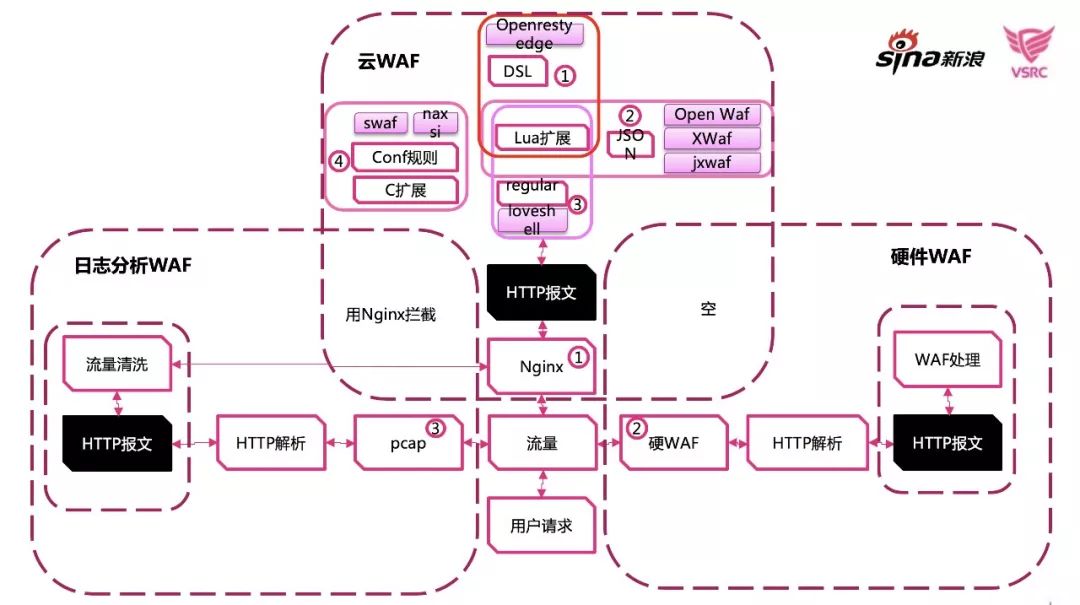 Openresty
edge
云WAF
sina新浪
VSRC
DSL
①
swaf
nax
si
②
Open Waf
Lua扩展
JSO
N
XWaf
④
Conf规则
jxwaf
C扩展
regular
③
lovesh
ell
日志分析WAF
硬件WAF
HTTP报文
用Nginx拦截
空
流量清洗
Nginx
①
WAF处理
HTTP报文
HTTP解析
pcap
③
流量
②
硬WAF
HTTP解析
HTTP报文
用户请求